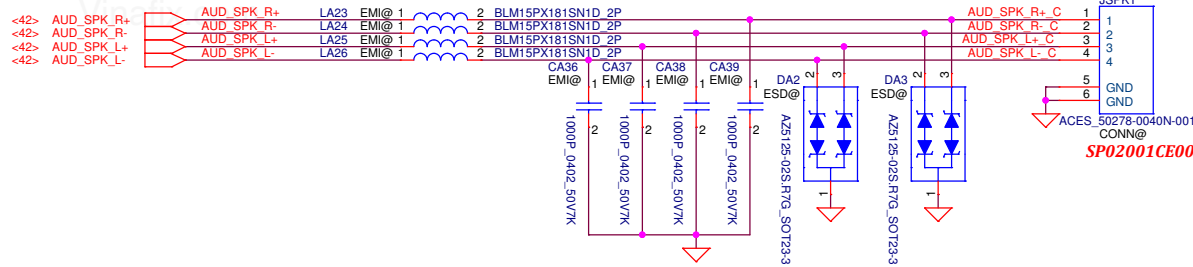 <42> AUD_SPK_R+ AUD_SPK_R+ LA23 EMI@ 1 2 BLM15PX181SN1D_2P AUD_SPK_R+_C 1 1
<42> AUD_SPK_R- AUD_SPK_R- LA24 EMI@ 1 2 BLM15PX181SN1D_2P AUD_SPK_R-_C 2 2
<42> AUD_SPK_L+ AUD_SPK_L+ LA25 EMI@ 1 2 BLM15PX181SN1D_2P AUD_SPK_L+_C 3 3
<42> AUD_SPK_L- AUD_SPK_L- LA26 EMI@ 1 2 BLM15PX181SN1D_2P AUD_SPK_L-_C 4 4
CA36 CA37 CA38 CA39
EMI@ EMI@ EMI@ EMI@
1 1 1 1
2 2 2 2
1000P_0402_50V7K
1000P_0402_50V7K
1000P_0402_50V7K
1000P_0402_50V7K
DA2
ESD@
2 3
AZ5125-02S.R7G_SOT23-3
1
DA3
ESD@
2 3
AZ5125-02S.R7G_SOT23-3
1
5 GND
6 GND
ACES_50278-0040N-001
CONN@
SP02001CE00